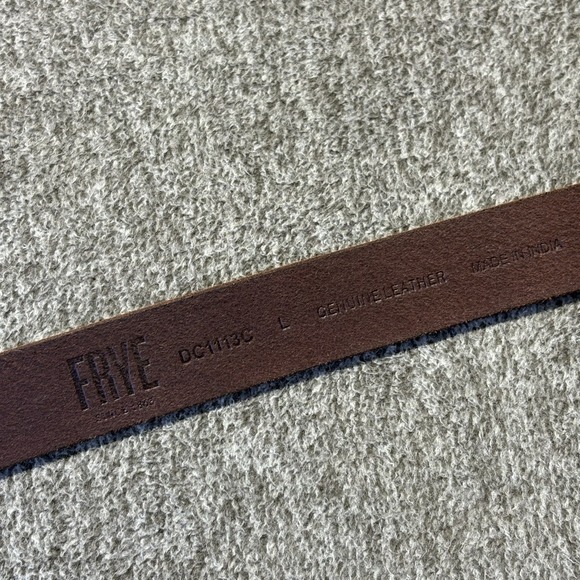 FRYE
DC1113C L GENUINE LEATHER MADE IN INDIA